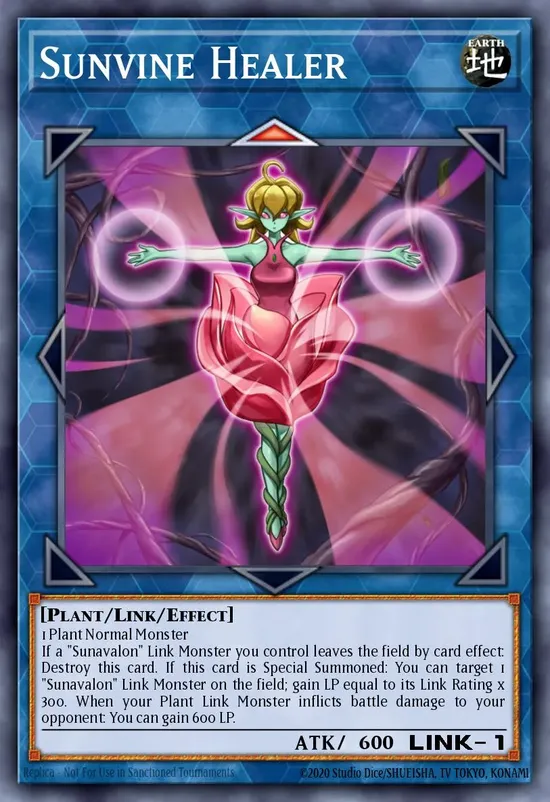 Sunvine Healer
EARTH
地
[Plant/Link/Effect]
1 Plant Normal Monster
If a "Sunavalon" Link Monster you control leaves the field by card effect:
Destroy this card. If this card is Special Summoned: You can target 1
"Sunavalon" Link Monster on the field; gain LP equal to its Link Rating x
300. When your Plant Link Monster inflicts battle damage to your
opponent: You can gain 600 LP.
ATK/ 600 LINK-1
Replica - Not For Use in Sanctioned Tournaments
©2020 Studio Dice/SHUEISHA, TV TOKYO, KONAMI